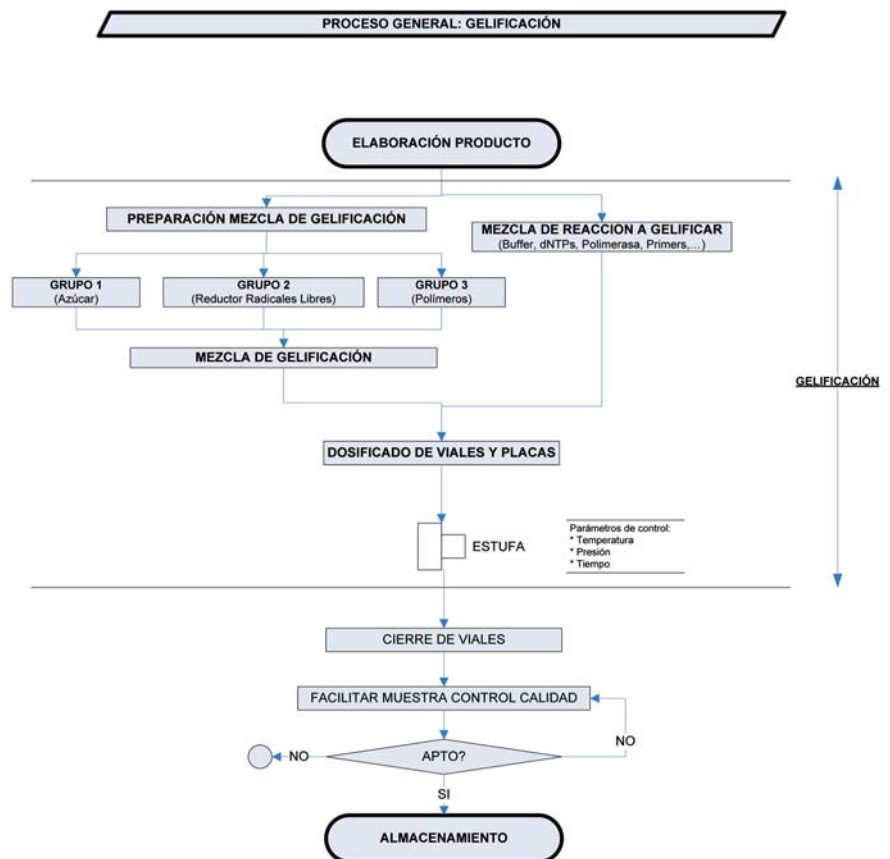 PROCESO GENERAL: GELIFICACIÓN
ELABORACIÓN PRODUCTO
PREPARACIÓN MEZCLA DE GELIFICACIÓN
MEZCLA DE REACCION A GELIFICAR
(Buffer, dNTPs, Polimerasa, Primers,...)
GRUPO 1
(Azúcar)
GRUPO 2
(Reductor Radicales Libres)
GRUPO 3
(Polímeros)
MEZCLA DE GELIFICACIÓN
GELIFICACIÓN
DOSIFICADO DE VIALES Y PLACAS
ESTUFA
Parámetros de control:
* Temperatura
* Presión
* Tiempo
CIERRE DE VIALES
FACILITAR MUESTRA CONTROL CALIDAD
NO
APTO?
NO
SI
ALMACENAMIENTO